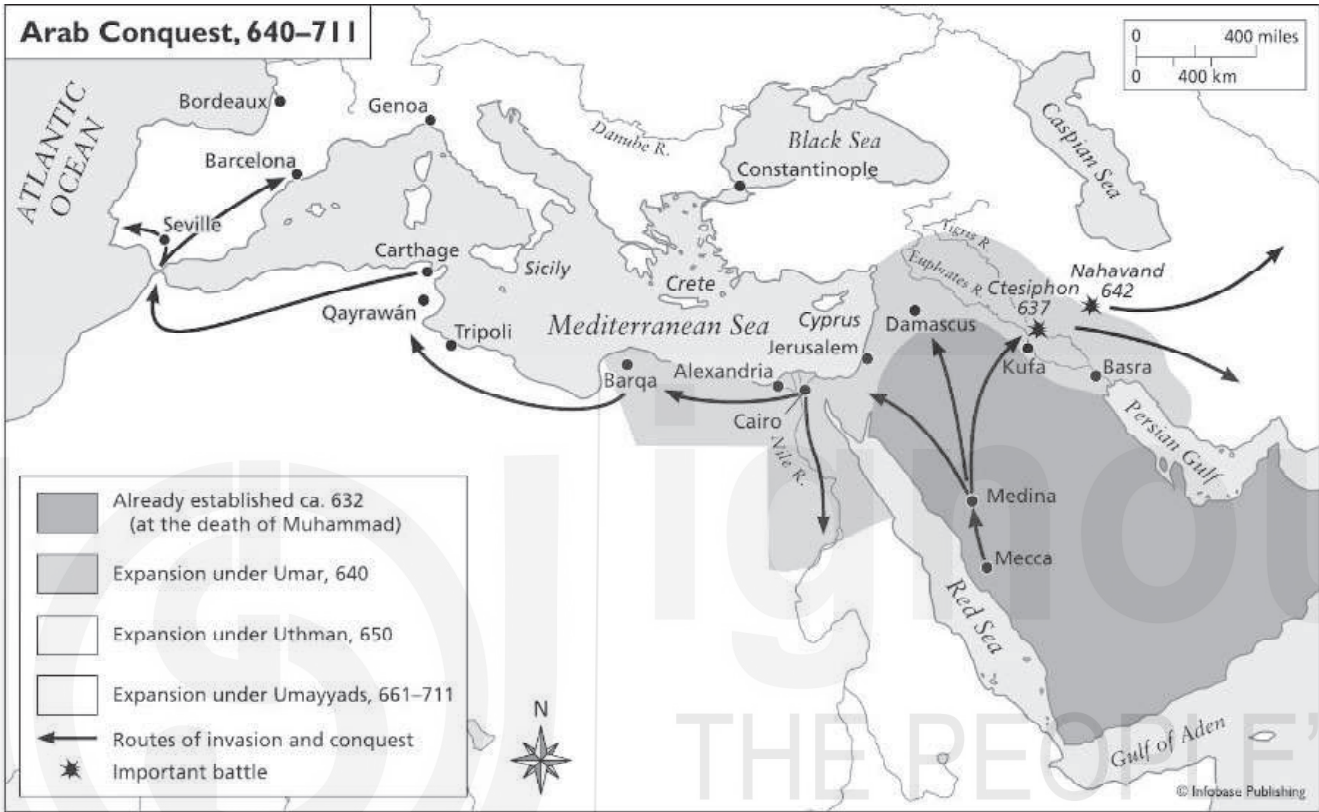 Arab Conquest, 640–711
0 400 miles
0 400 km
ATLANTIC
OCEAN
Bordeaux
Genoa
Danube R.
Black Sea
Caspian Sea
Barcelona
Constantinople
Seville
Carthage
Sicily
Crete
Tigris R
Euphrates R.
Ctesiphon
637
Nahavand
642
Qayrawán
Tripoli
Mediterranean Sea
Cyprus
Damascus
Jerusalem
Kufa
Basra
Barqa
Alexandria
Cairo
Nile R.
Persian Gulf
Medina
Mecca
Red Sea
Gulf of Aden
Already established ca. 632
(at the death of Muhammad)
Expansion under Umar, 640
Expansion under Uthman, 650
Expansion under Umayyads, 661–711
Routes of invasion and conquest
Important battle
N
ignou
THE PEOPLE'
© Infobase Publishing